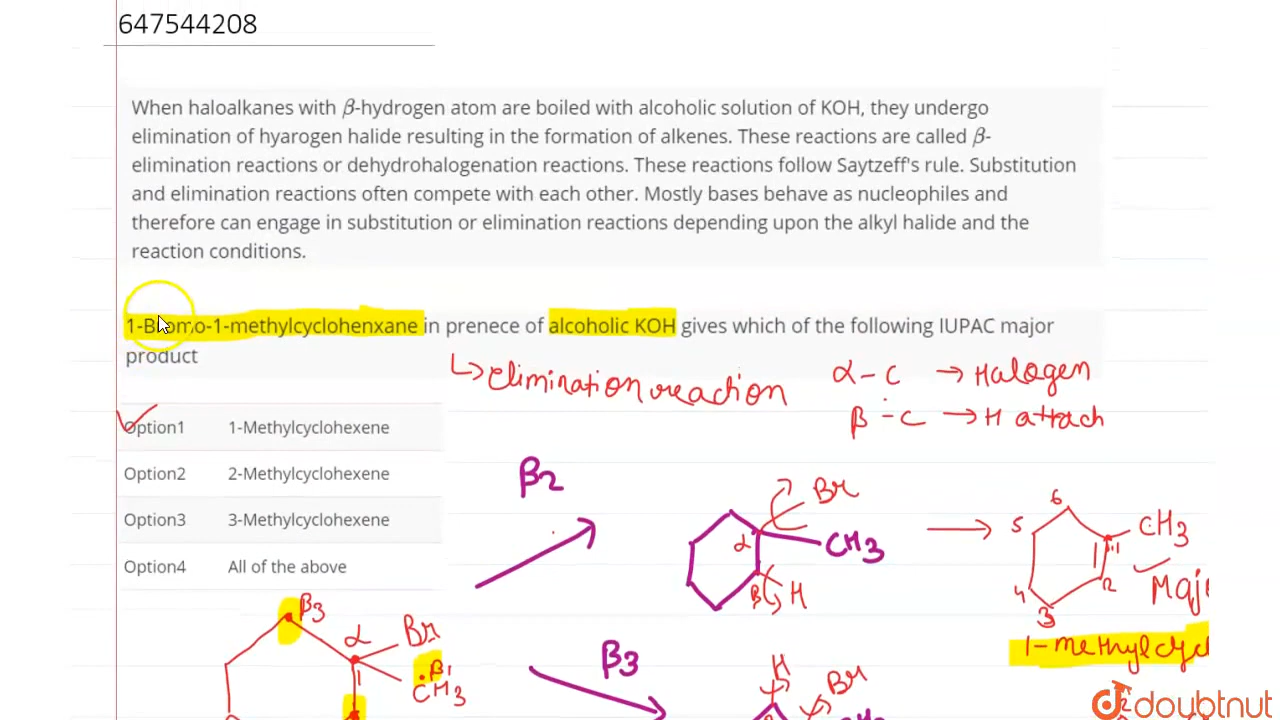 647544208
When haloalkanes with β-hydrogen atom are boiled with alcoholic solution of KOH, they undergo
elimination of hyarogen halide resulting in the formation of alkenes. These reactions are called β-
elimination reactions or dehydrohalogenation reactions. These reactions follow Saytzeff's rule. Substitution
and elimination reactions often compete with each other. Mostly bases behave as nucleophiles and
therefore can engage in substitution or elimination reactions depending upon the alkyl halide and the
reaction conditions.
1-Bromo-1-methylcyclohenxane in prenece of alcoholic KOH gives which of the following IUPAC major
product
↳ elimination reaction
α-C → Halogen
β-C → H attach
Option1 1-Methylcyclohexene
Option2 2-Methylcyclohexene
Option3 3-Methylcyclohexene
Option4 All of the above
β2
Br
α
CH3
β
H
6
5
CH3
1
2
4
3
Maj
1-methylcyc
β3
α
Br
β1
CH3
β3
H
Br
doubtnut